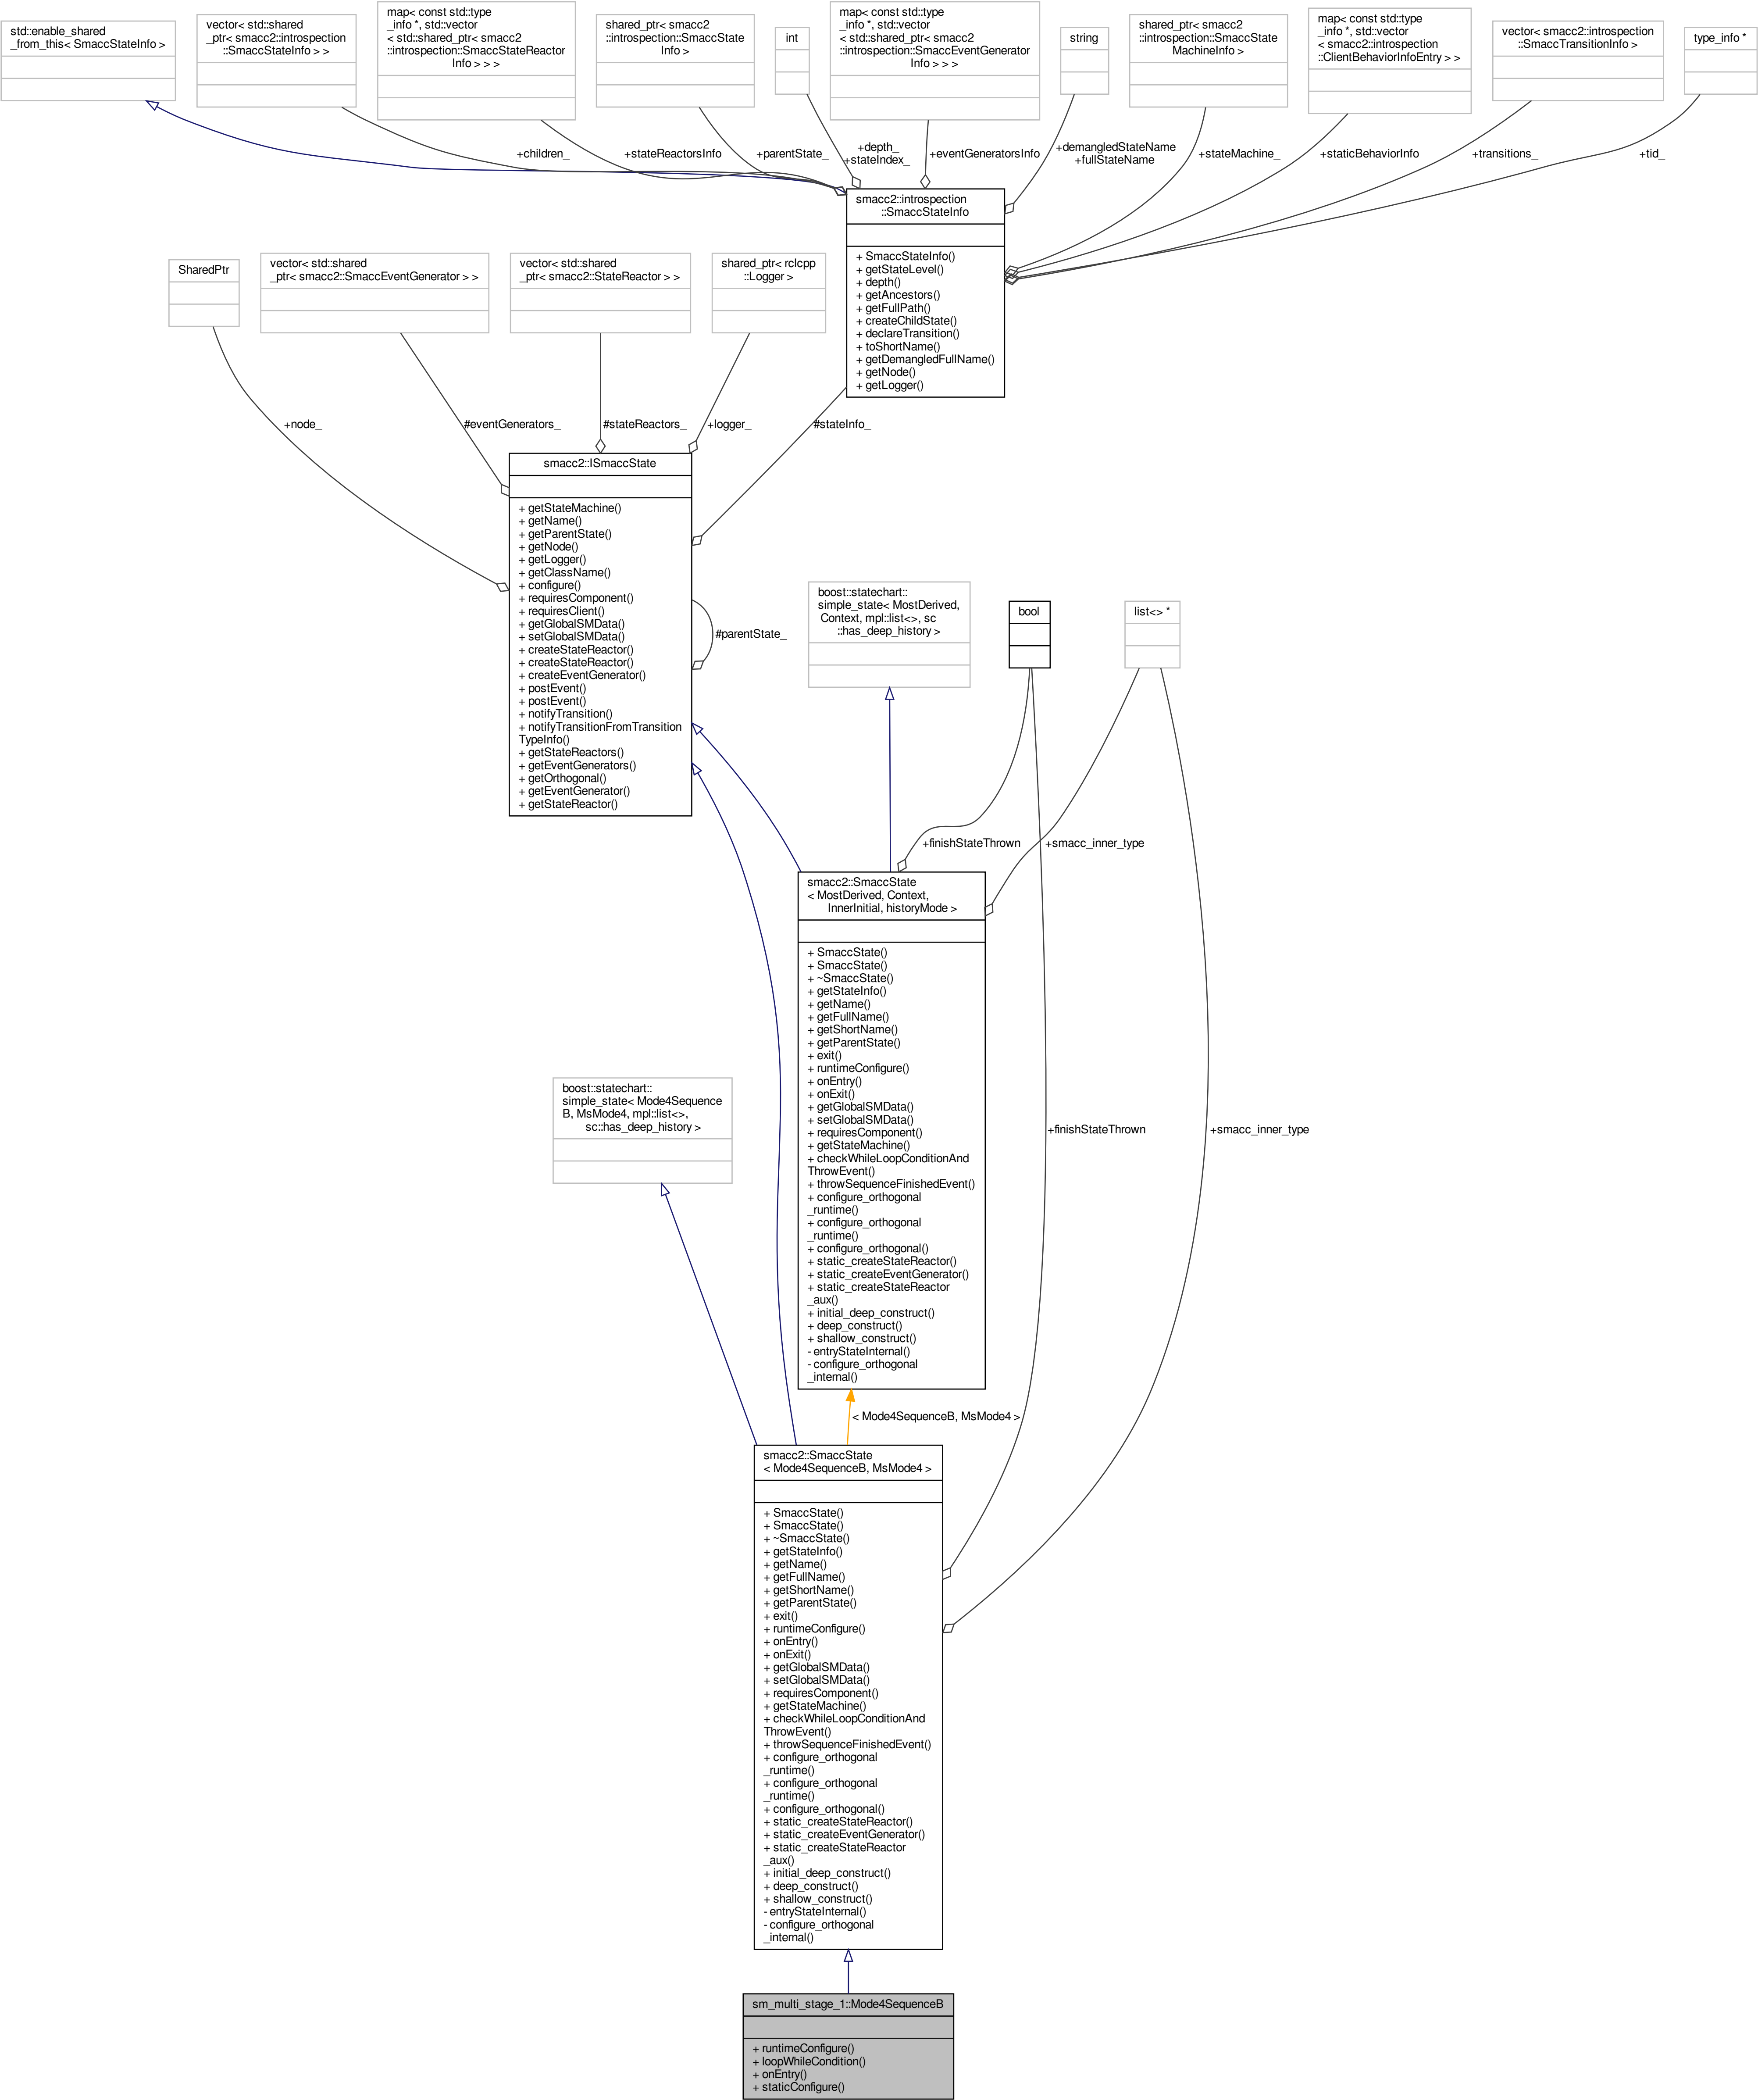 std::enable_shared
_from_this< SmaccStateInfo >
vector< std::shared
_ptr< smacc2::introspection
::SmaccStateInfo > >
map< const std::type
_info *, std::vector
< std::shared_ptr< smacc2
::introspection::SmaccStateReactor
Info > > >
shared_ptr< smacc2
::introspection::SmaccState
Info >
int
map< const std::type
_info *, std::vector
< std::shared_ptr< smacc2
::introspection::SmaccEventGenerator
Info > > >
string
shared_ptr< smacc2
::introspection::SmaccState
MachineInfo >
map< const std::type
_info *, std::vector
< smacc2::introspection
::ClientBehaviorInfoEntry > >
vector< smacc2::introspection
::SmaccTransitionInfo >
type_info *
+children_
+stateReactorsInfo
+parentState_
+depth_
+stateIndex_
+eventGeneratorsInfo
+demangledStateName
+fullStateName
+stateMachine_
+staticBehaviorInfo
+transitions_
+tid_
smacc2::introspection
::SmaccStateInfo
+ SmaccStateInfo()
+ getStateLevel()
+ depth()
+ getAncestors()
+ getFullPath()
+ createChildState()
+ declareTransition()
+ toShortName()
+ getDemangledFullName()
+ getNode()
+ getLogger()
SharedPtr
vector< std::shared
_ptr< smacc2::SmaccEventGenerator > >
vector< std::shared
_ptr< smacc2::StateReactor > >
shared_ptr< rclcpp
::Logger >
+node_
#eventGenerators_
#stateReactors_
+logger_
#stateInfo_
smacc2::ISmaccState
+ getStateMachine()
+ getName()
+ getParentState()
+ getNode()
+ getLogger()
+ getClassName()
+ configure()
+ requiresComponent()
+ requiresClient()
+ getGlobalSMData()
+ setGlobalSMData()
+ createStateReactor()
+ createStateReactor()
+ createEventGenerator()
+ postEvent()
+ postEvent()
+ notifyTransition()
+ notifyTransitionFromTransition
TypeInfo()
+ getStateReactors()
+ getEventGenerators()
+ getOrthogonal()
+ getEventGenerator()
+ getStateReactor()
#parentState_
boost::statechart::
simple_state< MostDerived,
Context, mpl::list<>, sc
::has_deep_history >
bool
list<> *
+finishStateThrown
+smacc_inner_type
smacc2::SmaccState
< MostDerived, Context,
InnerInitial, historyMode >
+ SmaccState()
+ SmaccState()
+ ~SmaccState()
+ getStateInfo()
+ getName()
+ getFullName()
+ getShortName()
+ getParentState()
+ exit()
+ runtimeConfigure()
+ onEntry()
+ onExit()
+ getGlobalSMData()
+ setGlobalSMData()
+ requiresComponent()
+ getStateMachine()
+ checkWhileLoopConditionAnd
ThrowEvent()
+ throwSequenceFinishedEvent()
+ configure_orthogonal
_runtime()
+ configure_orthogonal
_runtime()
+ configure_orthogonal()
+ static_createStateReactor()
+ static_createEventGenerator()
+ static_createStateReactor
_aux()
+ initial_deep_construct()
+ deep_construct()
+ shallow_construct()
- entryStateInternal()
- configure_orthogonal
_internal()
boost::statechart::
simple_state< Mode4Sequence
B, MsMode4, mpl::list<>,
sc::has_deep_history >
+finishStateThrown
+smacc_inner_type
< Mode4SequenceB, MsMode4 >
smacc2::SmaccState
< Mode4SequenceB, MsMode4 >
+ SmaccState()
+ SmaccState()
+ ~SmaccState()
+ getStateInfo()
+ getName()
+ getFullName()
+ getShortName()
+ getParentState()
+ exit()
+ runtimeConfigure()
+ onEntry()
+ onExit()
+ getGlobalSMData()
+ setGlobalSMData()
+ requiresComponent()
+ getStateMachine()
+ checkWhileLoopConditionAnd
ThrowEvent()
+ throwSequenceFinishedEvent()
+ configure_orthogonal
_runtime()
+ configure_orthogonal
_runtime()
+ configure_orthogonal()
+ static_createStateReactor()
+ static_createEventGenerator()
+ static_createStateReactor
_aux()
+ initial_deep_construct()
+ deep_construct()
+ shallow_construct()
- entryStateInternal()
- configure_orthogonal
_internal()
sm_multi_stage_1::Mode4SequenceB
+ runtimeConfigure()
+ loopWhileCondition()
+ onEntry()
+ staticConfigure()